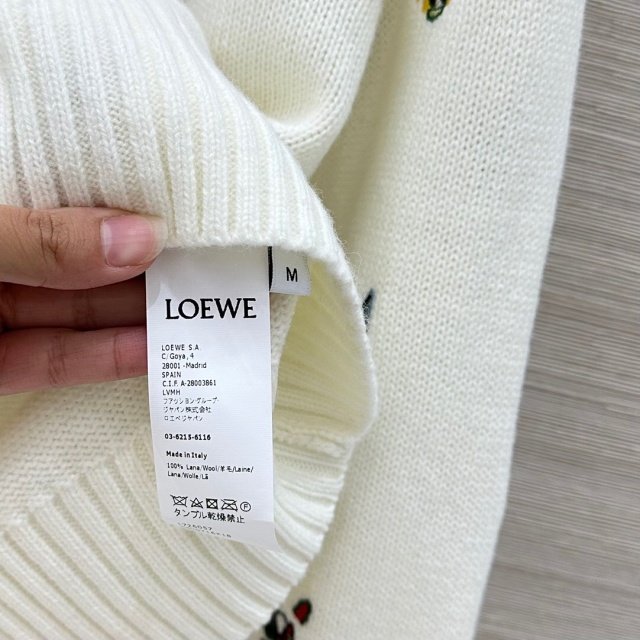 M
LOEWE
LOEWE S.A
C/Goya, 4
28001 -Madrid
SPAIN
C.I.F. A-28003861
LVMH
ファッショングループ
ジャパン株式会社
ロエベジャパン
03-6215-6116
Made in Italy
100% Lana/Wool/羊毛/Laine/
Lana/Wolle/Lã
タンブル乾燥禁止